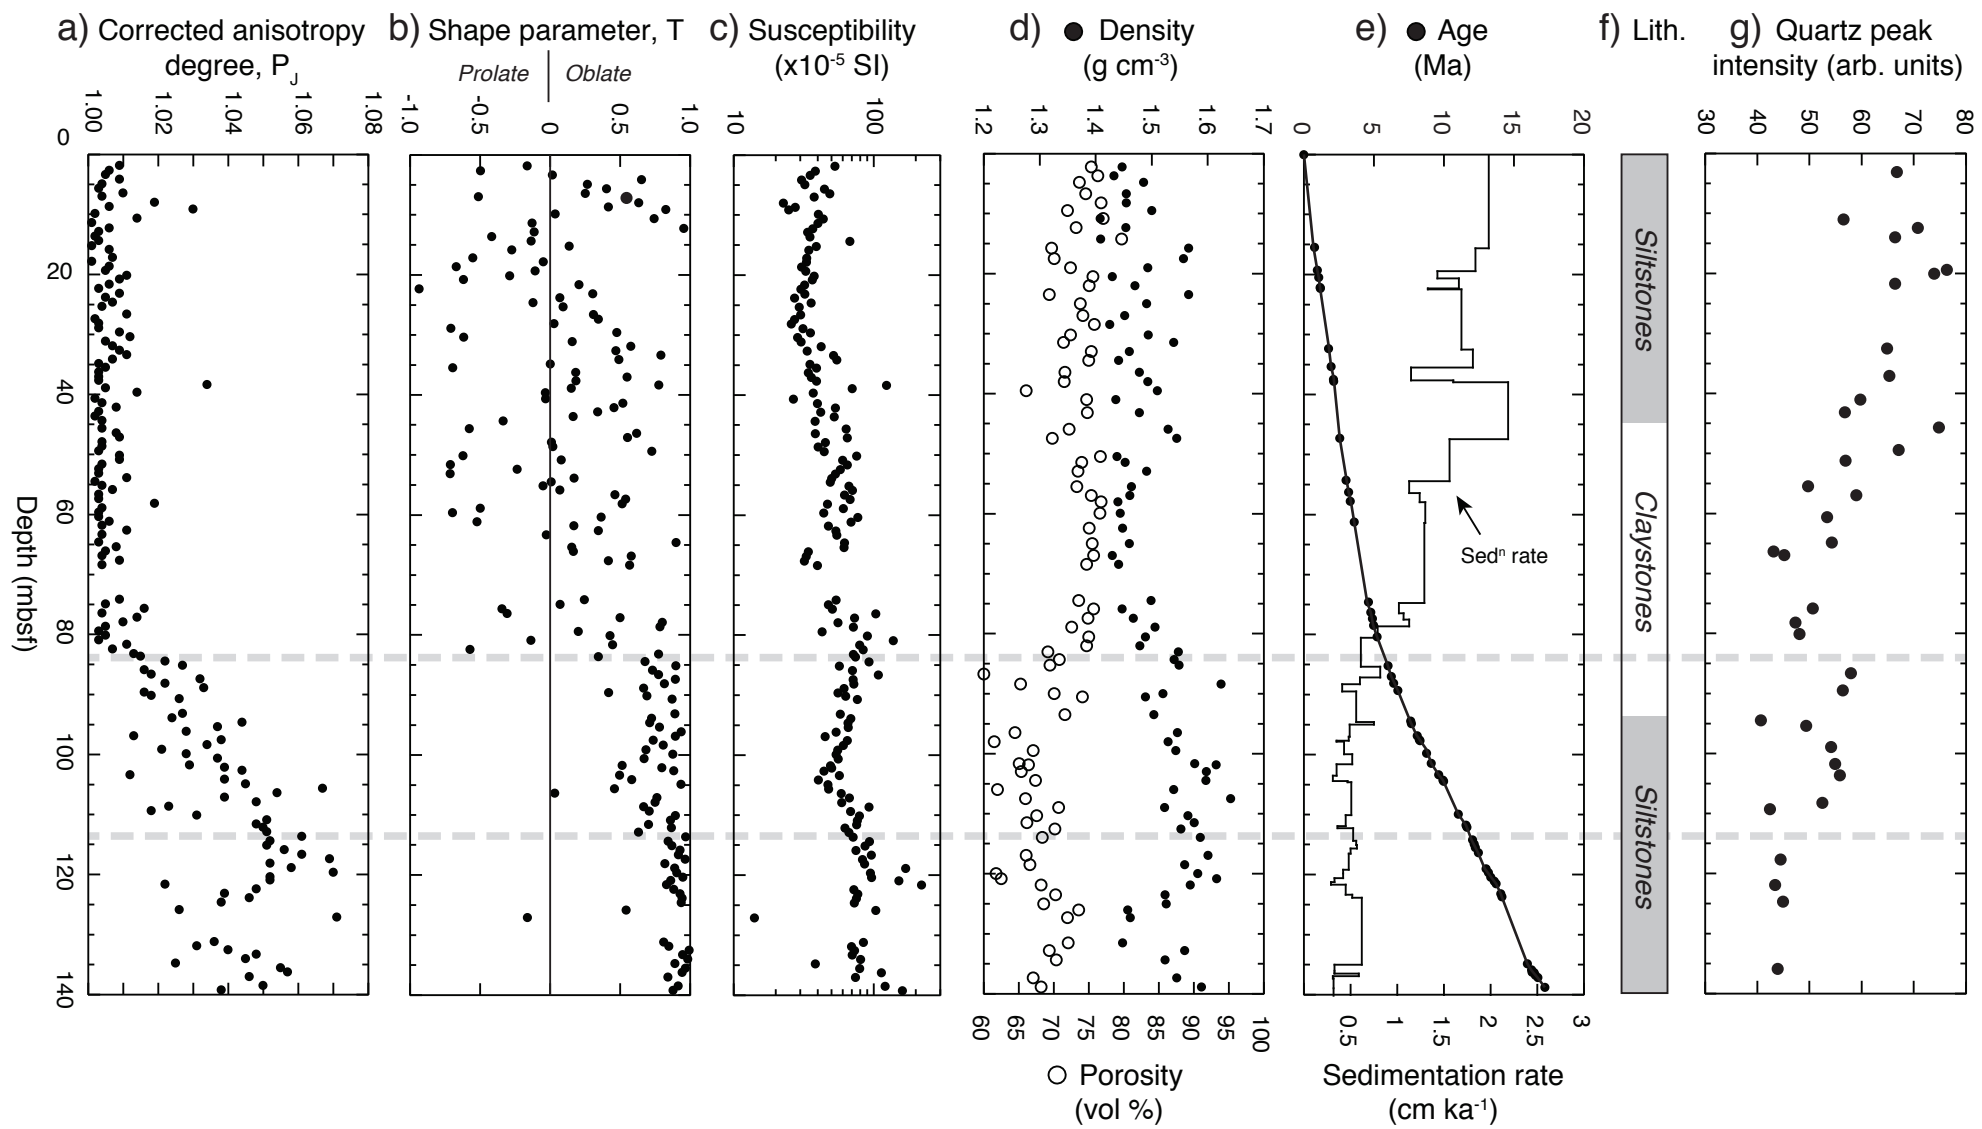 a) Corrected anisotropy
degree, PJ
b) Shape parameter, T
Prolate
Oblate
c) Susceptibility
(x10-5 SI)
d) ● Density
(g cm-3)
e) ● Age
(Ma)
f) Lith.
g) Quartz peak
intensity (arb. units)
1.00 1.02 1.04 1.06 1.08
-1.0 -0.5 0 0.5 1.0
10 100
1.2 1.3 1.4 1.5 1.6 1.7
0 5 10 15 20
30 40 50 60 70 80
0
20
40
60
80
100
120
140
Depth (mbsf)
Siltstones
Claystones
Siltstones
Sedn rate
60 65 70 75 80 85 90 95 100
0.5 1 1.5 2 2.5 3
○ Porosity
(vol %)
Sedimentation rate
(cm ka-1)